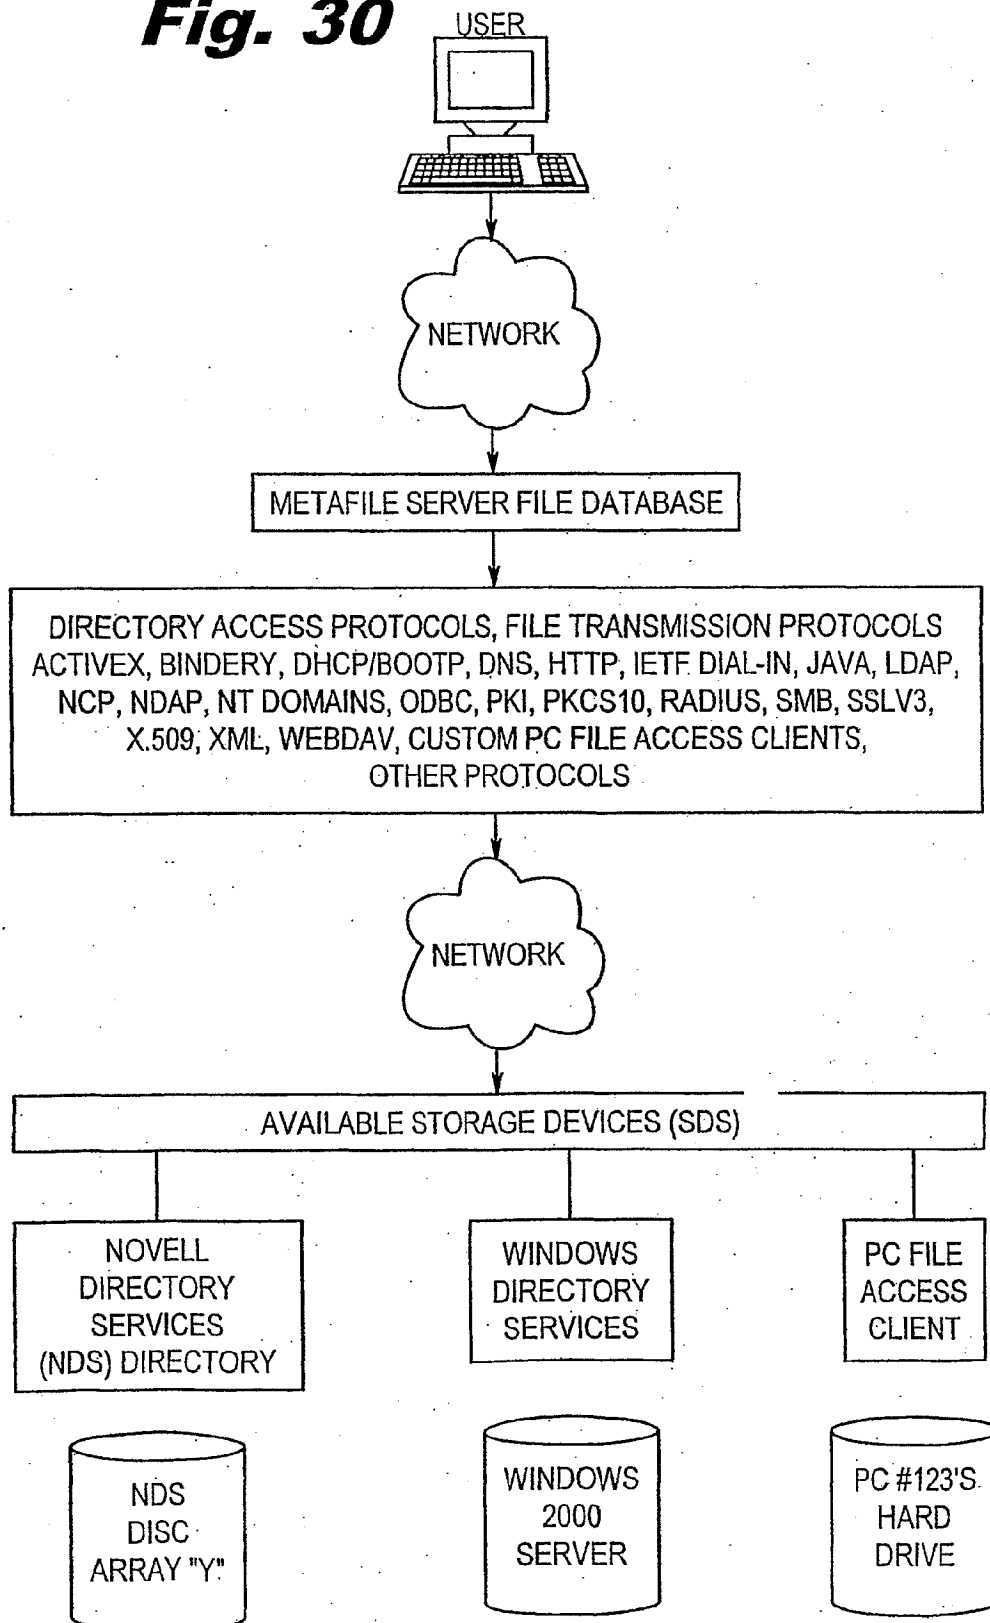 Fig. 30
USER
NETWORK
METAFILE SERVER FILE DATABASE
DIRECTORY ACCESS PROTOCOLS, FILE TRANSMISSION PROTOCOLS
ACTIVEX, BINDERY, DHCP/BOOTP, DNS, HTTP, IETF DIAL-IN, JAVA, LDAP,
NCP, NDAP, NT DOMAINS, ODBC, PKI, PKCS10, RADIUS, SMB, SSLV3,
X.509, XML, WEBDAV, CUSTOM PC FILE ACCESS CLIENTS,
OTHER PROTOCOLS
NETWORK
AVAILABLE STORAGE DEVICES (SDS)
NOVELL
DIRECTORY
SERVICES
(NDS) DIRECTORY
WINDOWS
DIRECTORY
SERVICES
PC FILE
ACCESS
CLIENT
NDS
DISC
ARRAY "Y"
WINDOWS
2000
SERVER
PC #123'S
HARD
DRIVE